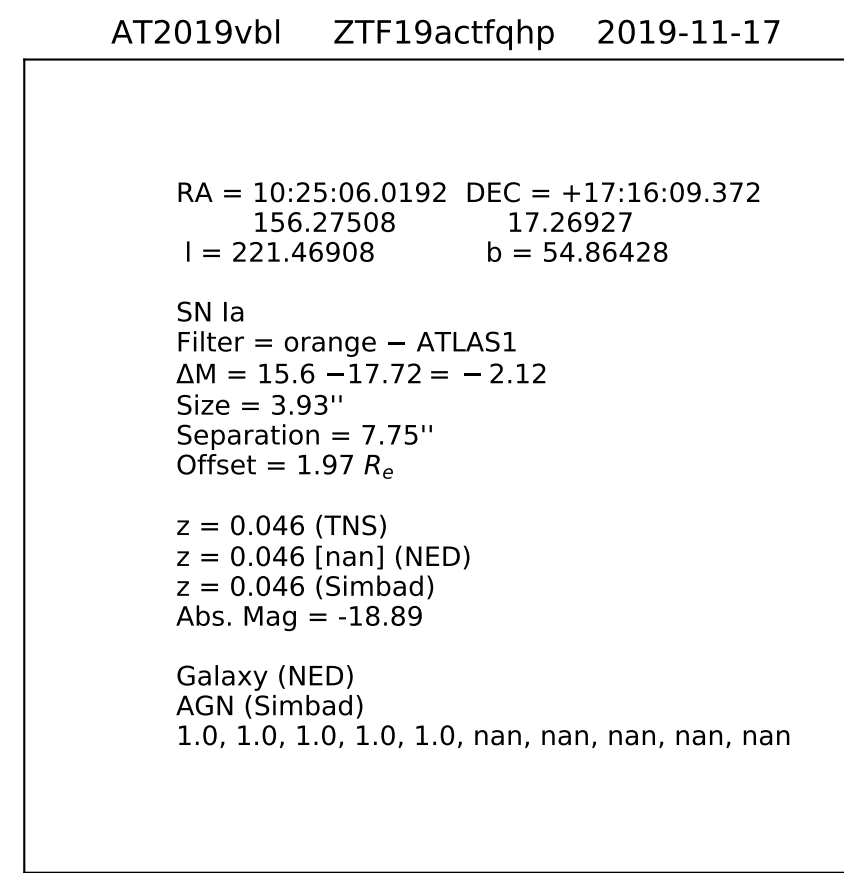 AT2019vbl ZTF19actfqhp 2019-11-17
RA = 10:25:06.0192 DEC = +17:16:09.372
156.27508 17.26927
l = 221.46908 b = 54.86428
SN Ia
Filter = orange − ATLAS1
ΔM = 15.6 −17.72 = − 2.12
Size = 3.93''
Separation = 7.75''
Offset = 1.97 Rₑ
z = 0.046 (TNS)
z = 0.046 [nan] (NED)
z = 0.046 (Simbad)
Abs. Mag = -18.89
Galaxy (NED)
AGN (Simbad)
1.0, 1.0, 1.0, 1.0, 1.0, nan, nan, nan, nan, nan